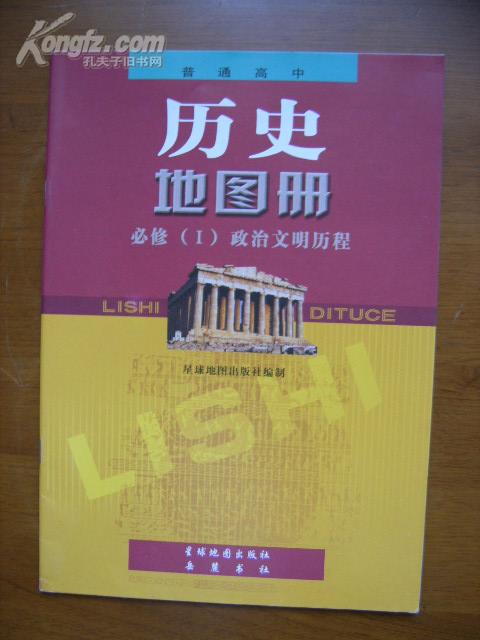 Kongfz.com
孔夫子旧书网
普通高中
历史
地图册
必修（I）政治文明历程
LISHI DITUCE
星球地图出版社编制
LISHI
星球地图出版社
岳麓书社